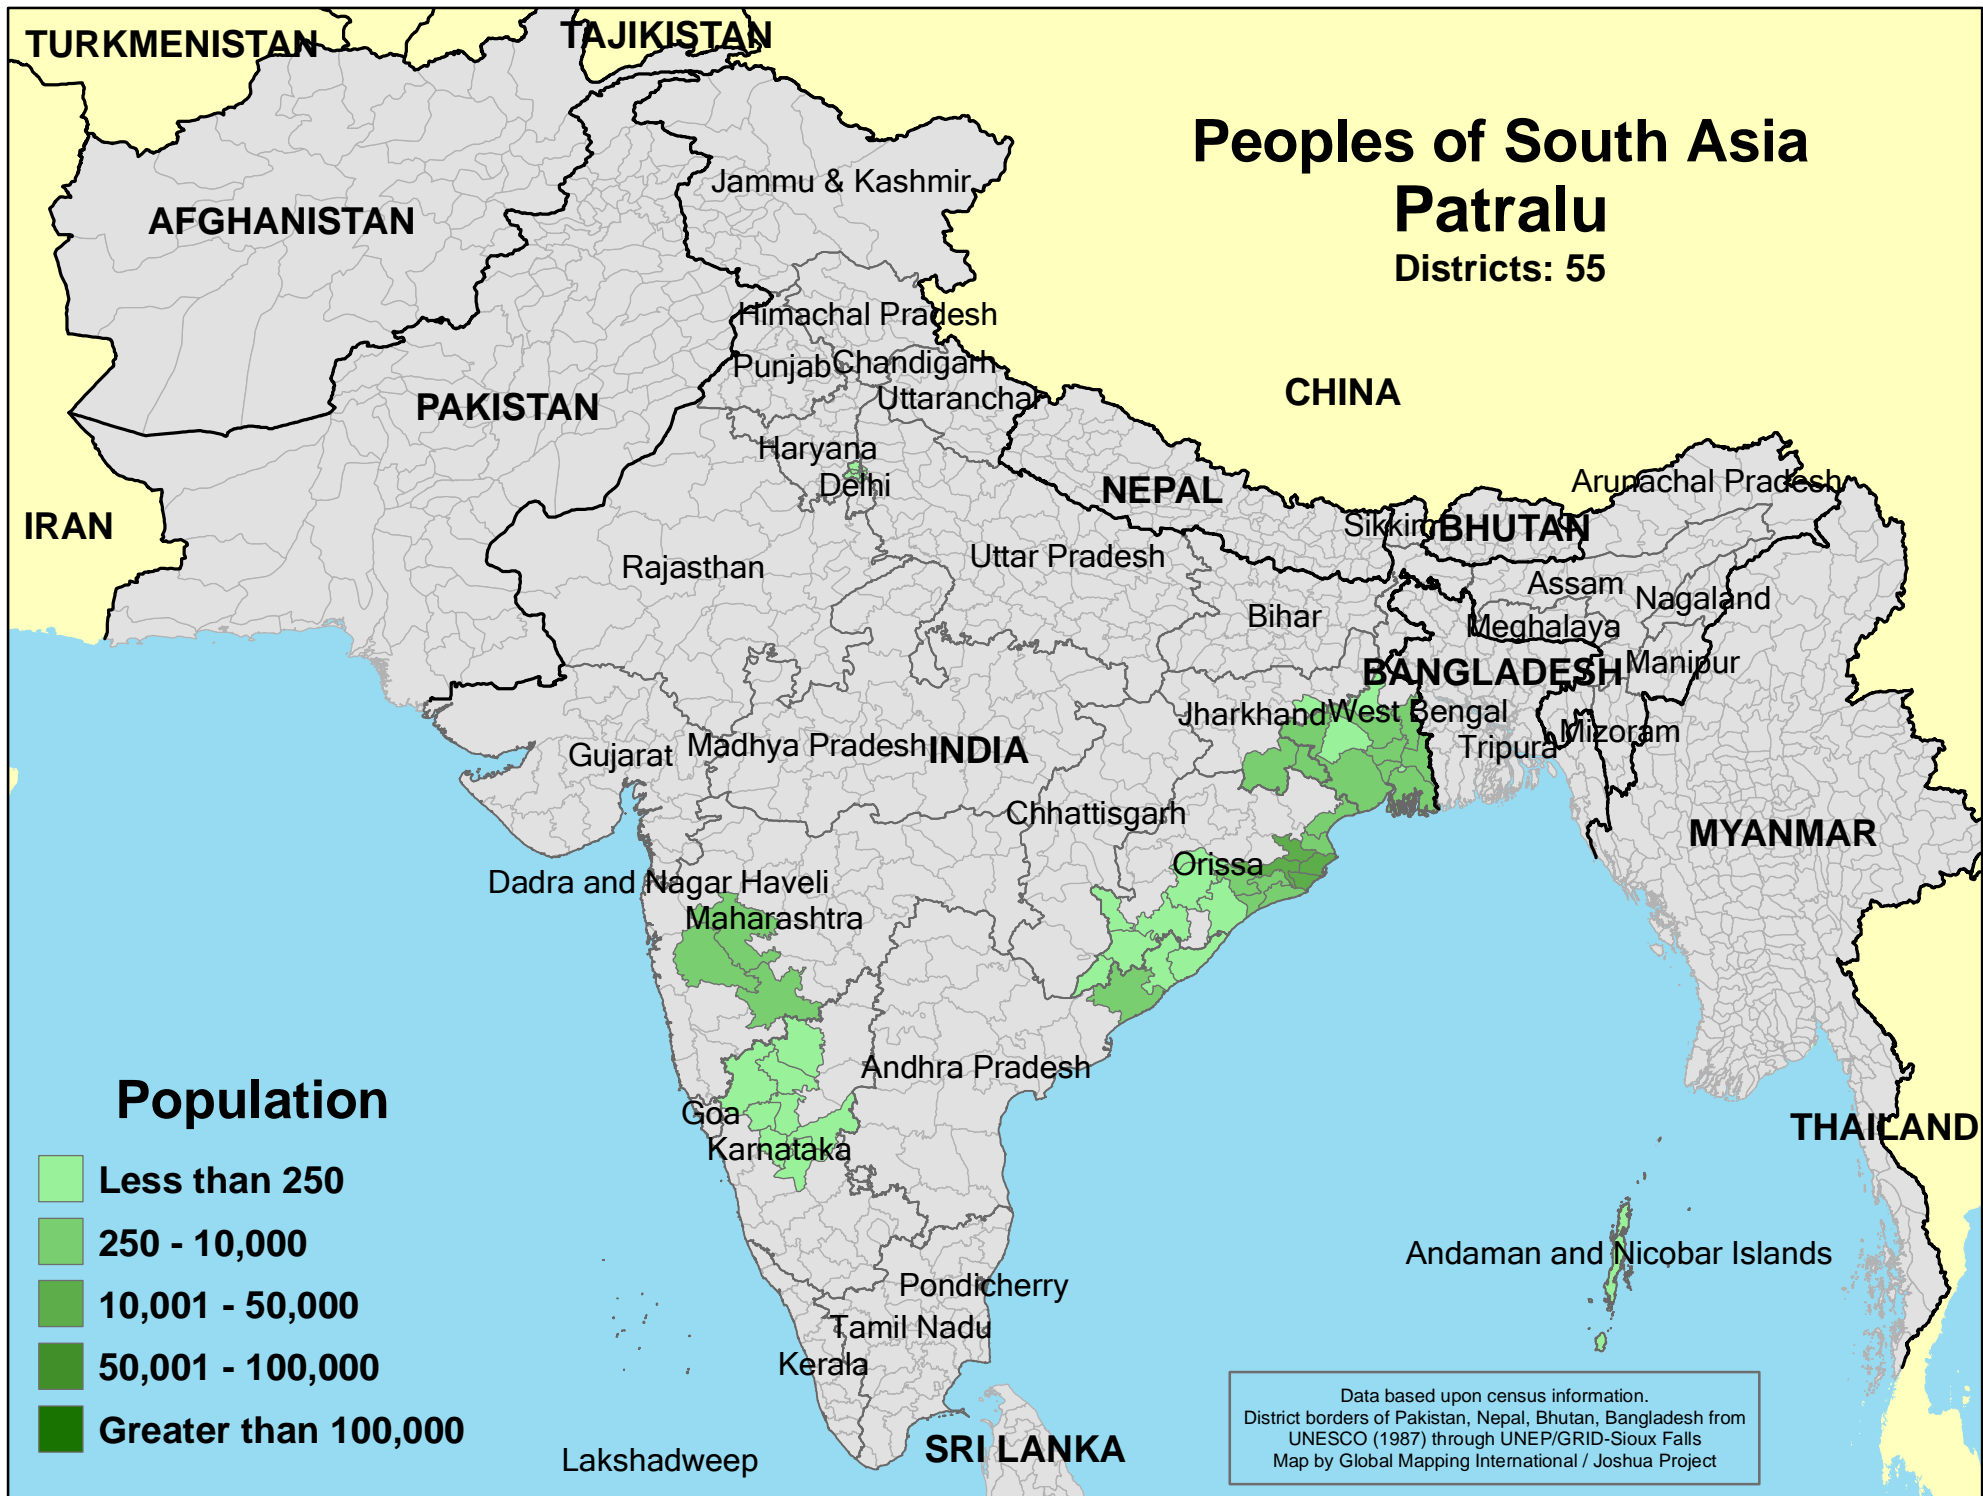 TURKMENISTAN
TAJIKISTAN
Peoples of South Asia
Patralu
Districts: 55
Jammu & Kashmir
AFGHANISTAN
Himachal Pradesh
Punjab
Chandigarh
Uttaranchal
CHINA
PAKISTAN
Haryana
Delhi
NEPAL
Arunachal Pradesh
IRAN
Sikkim
BHUTAN
Rajasthan
Uttar Pradesh
Assam
Nagaland
Bihar
Meghalaya
BANGLADESH
Manipur
Jharkhand
West Bengal
Gujarat
Madhya Pradesh
INDIA
Tripura
Mizoram
Chhattisgarh
MYANMAR
Orissa
Dadra and Nagar Haveli
Maharashtra
Andhra Pradesh
Goa
Karnataka
THAILAND
Population
Less than 250
250 - 10,000
10,001 - 50,000
50,001 - 100,000
Greater than 100,000
Andaman and Nicobar Islands
Pondicherry
Tamil Nadu
Kerala
Lakshadweep
SRI LANKA
Data based upon census information.
District borders of Pakistan, Nepal, Bhutan, Bangladesh from
UNESCO (1987) through UNEP/GRID-Sioux Falls
Map by Global Mapping International / Joshua Project